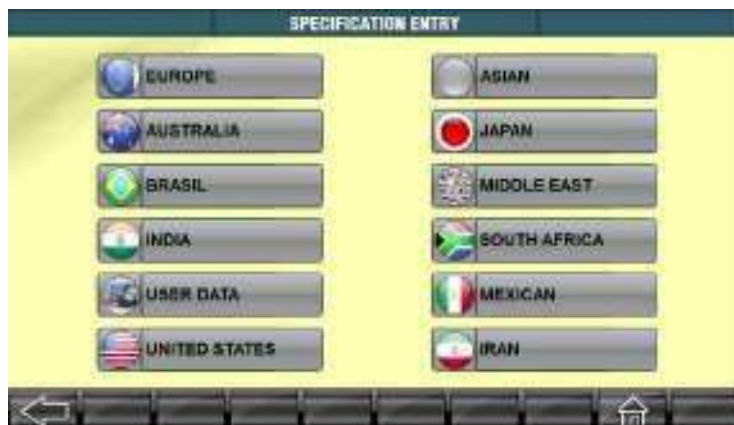 SPECIFICATION ENTRY
EUROPE
ASIAN
AUSTRALIA
JAPAN
BRASIL
MIDDLE EAST
INDIA
SOUTH AFRICA
USER DATA
MEXICAN
UNITED STATES
IRAN